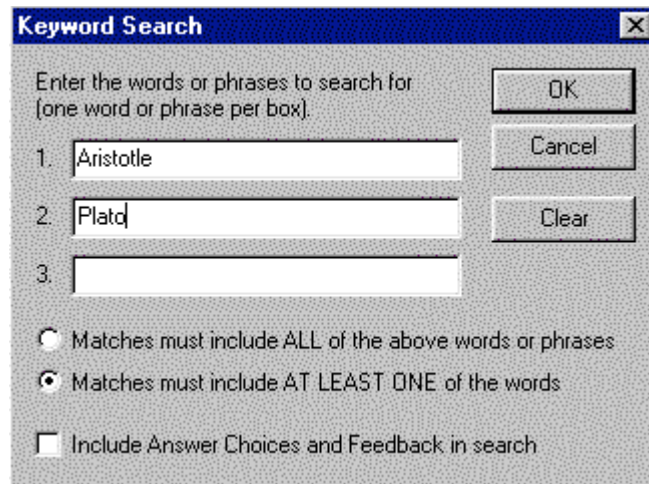 Keyword Search
Enter the words or phrases to search for
(one word or phrase per box).
OK
1. Aristotle
Cancel
2. Plato
Clear
3.
Matches must include ALL of the above words or phrases
Matches must include AT LEAST ONE of the words
Include Answer Choices and Feedback in search